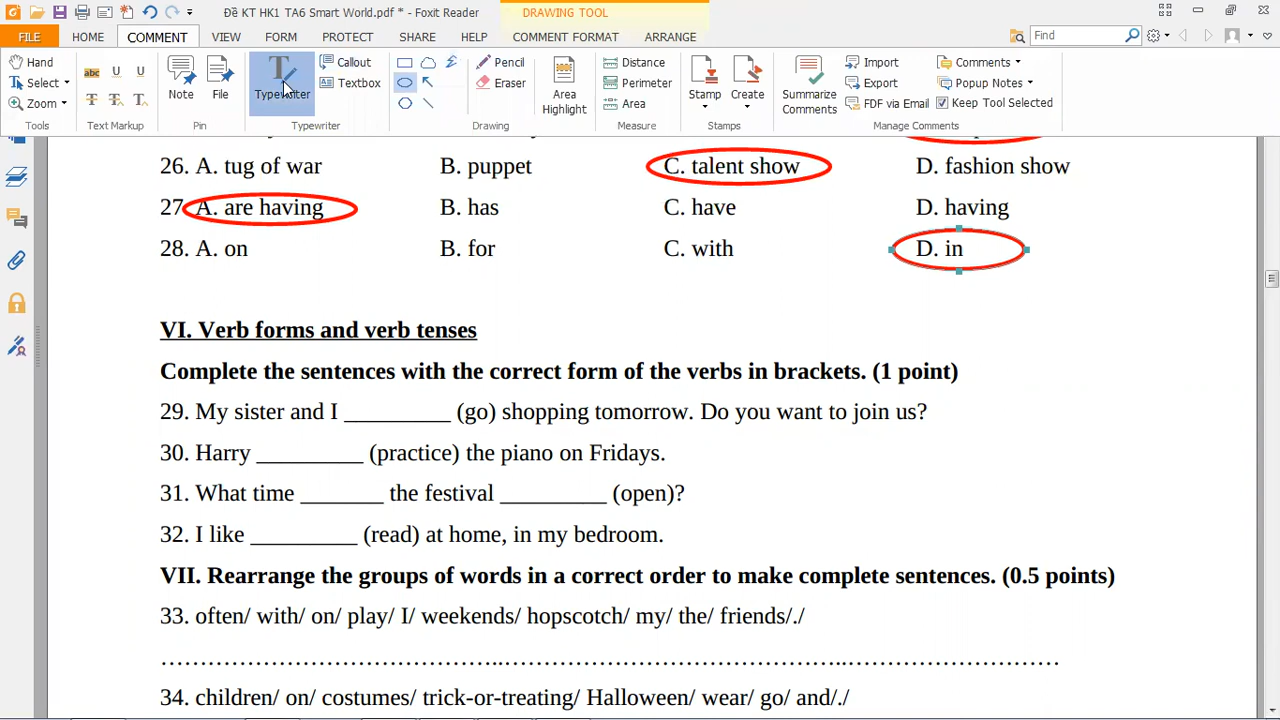 Đề KT HK1 TA6 Smart World.pdf * - Foxit Reader
DRAWING TOOL
FILE HOME COMMENT VIEW FORM PROTECT SHARE HELP COMMENT FORMAT ARRANGE Find
Hand
Select
Zoom
Tools
abc U U
T T T
Text Markup
Note File
Pin
Typewriter
Callout
Textbox
Typewriter
Pencil
Eraser
Area Highlight
Drawing
Distance
Perimeter
Area
Measure
Stamp Create
Stamps
Summarize Comments
Import
Export
FDF via Email
Comments
Popup Notes
Keep Tool Selected
Manage Comments
26. A. tug of war B. puppet C. talent show D. fashion show
27. A. are having B. has C. have D. having
28. A. on B. for C. with D. in
VI. Verb forms and verb tenses
Complete the sentences with the correct form of the verbs in brackets. (1 point)
29. My sister and I _________ (go) shopping tomorrow. Do you want to join us?
30. Harry _________ (practice) the piano on Fridays.
31. What time _______ the festival _________ (open)?
32. I like _________ (read) at home, in my bedroom.
VII. Rearrange the groups of words in a correct order to make complete sentences. (0.5 points)
33. often/ with/ on/ play/ I/ weekends/ hopscotch/ my/ the/ friends/./
……………………………………..……………………………………..………………………
34. children/ on/ costumes/ trick-or-treating/ Halloween/ wear/ go/ and/./